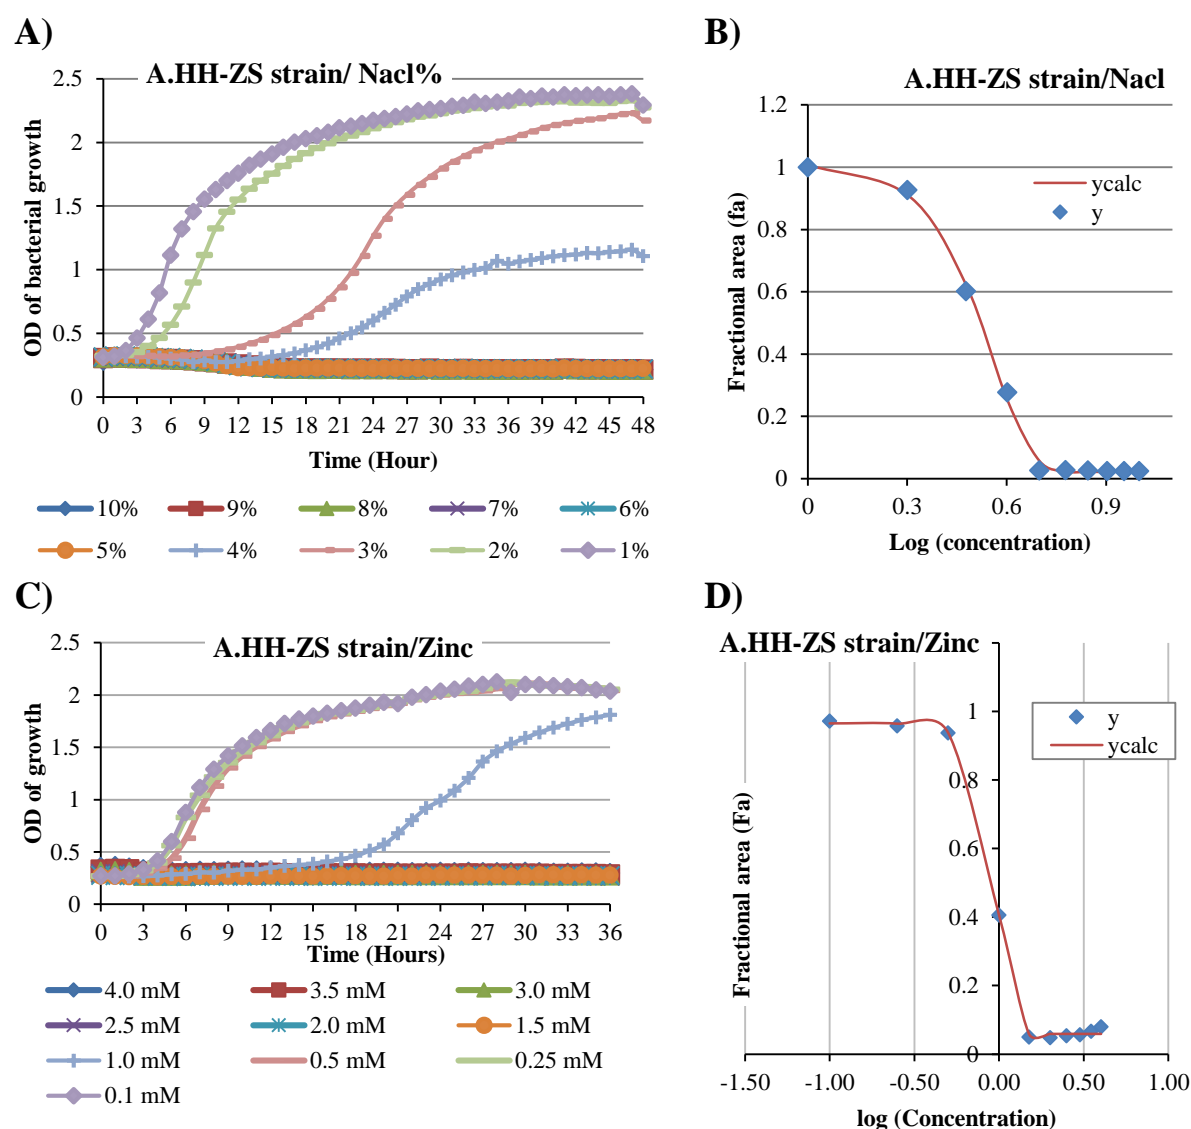 A)
A.HH-ZS strain/ Nacl%
OD of bacterial growth
2.5
2
1.5
1
0.5
0
0 3 6 9 12 15 18 21 24 27 30 33 36 39 42 45 48
Time (Hour)
10% 9% 8% 7% 6%
5% 4% 3% 2% 1%
B)
A.HH-ZS strain/Nacl
Fractional area (fa)
1.2
1
0.8
0.6
0.4
0.2
0
ycalc
y
0 0.3 0.6 0.9
Log (concentration)
C)
A.HH-ZS strain/Zinc
OD of growth
2.5
2
1.5
1
0.5
0
0 3 6 9 12 15 18 21 24 27 30 33 36
Time (Hours)
4.0 mM 3.5 mM 3.0 mM
2.5 mM 2.0 mM 1.5 mM
1.0 mM 0.5 mM 0.25 mM
0.1 mM
D)
A.HH-ZS strain/Zinc
Fractional area (Fa)
1
0.8
0.6
0.4
0.2
0
y
ycalc
-1.50 -1.00 -0.50 0.00 0.50 1.00
log (Concentration)